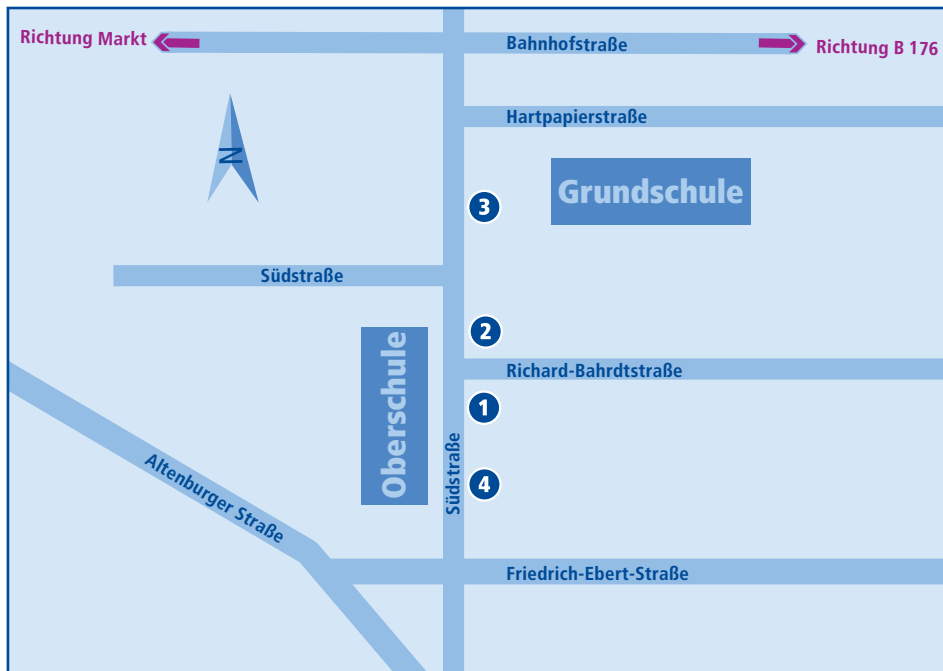 Richtung Markt
Bahnhofstraße
Richtung B 176
Hartpapierstraße
N
Grundschule
3
Südstraße
2
Oberschule
Richard-Bahrdtstraße
1
Südstraße
4
Altenburger Straße
Friedrich-Ebert-Straße